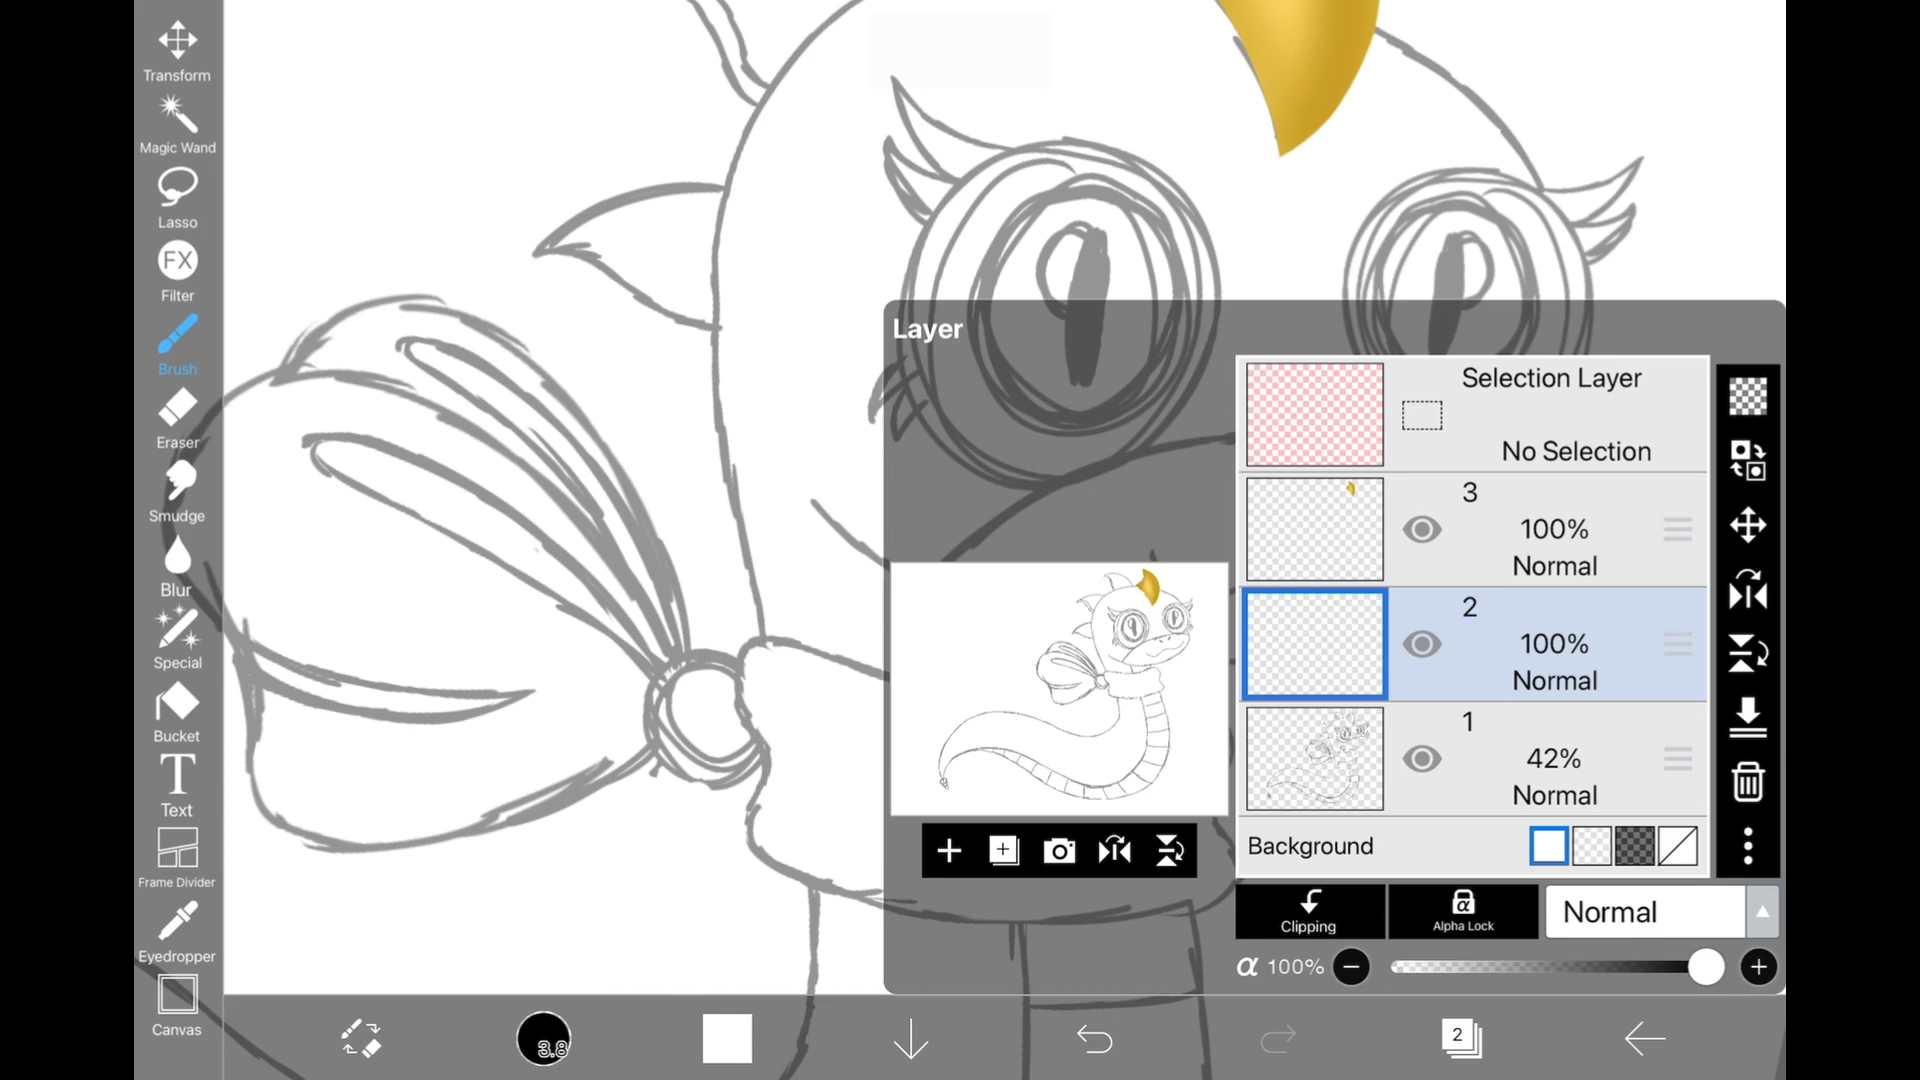 Transform
Magic Wand
Lasso
FX
Filter
Brush
Eraser
Smudge
Blur
Special
Bucket
T
Text
Frame Divider
Eyedropper
Canvas
Layer
Selection Layer
No Selection
3
100%
Normal
2
100%
Normal
1
42%
Normal
Background
Clipping
α
Alpha Lock
Normal
α 100%
3.8
2